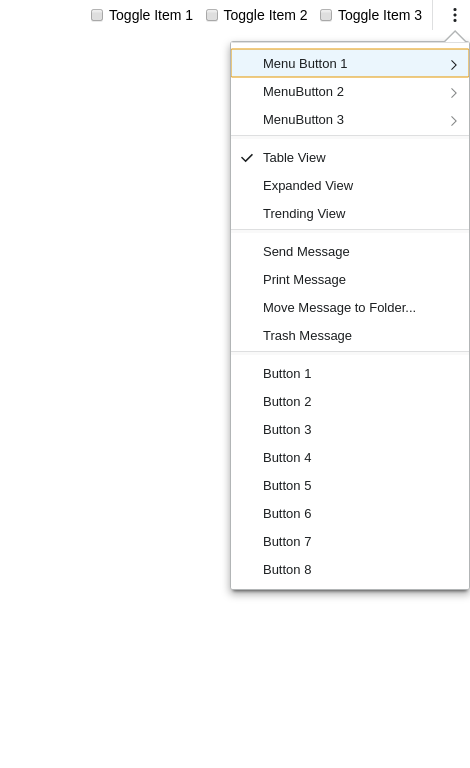 Toggle Item 1 Toggle Item 2 Toggle Item 3
Menu Button 1
MenuButton 2
MenuButton 3
Table View
Expanded View
Trending View
Send Message
Print Message
Move Message to Folder...
Trash Message
Button 1
Button 2
Button 3
Button 4
Button 5
Button 6
Button 7
Button 8